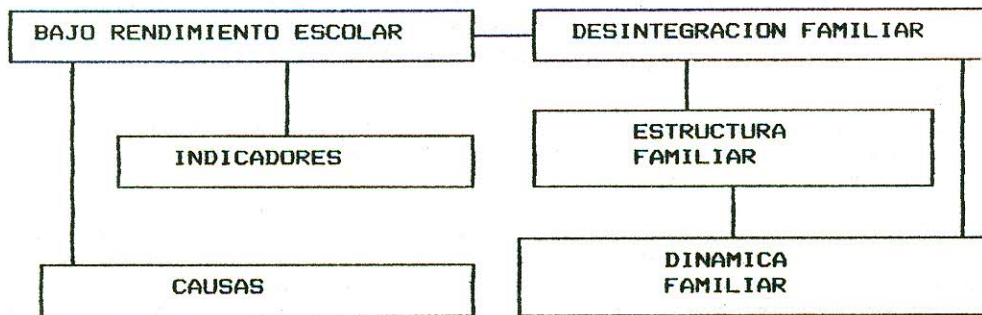 BAJO RENDIMIENTO ESCOLAR
DESINTEGRACION FAMILIAR
INDICADORES
ESTRUCTURA
FAMILIAR
CAUSAS
DINAMICA
FAMILIAR